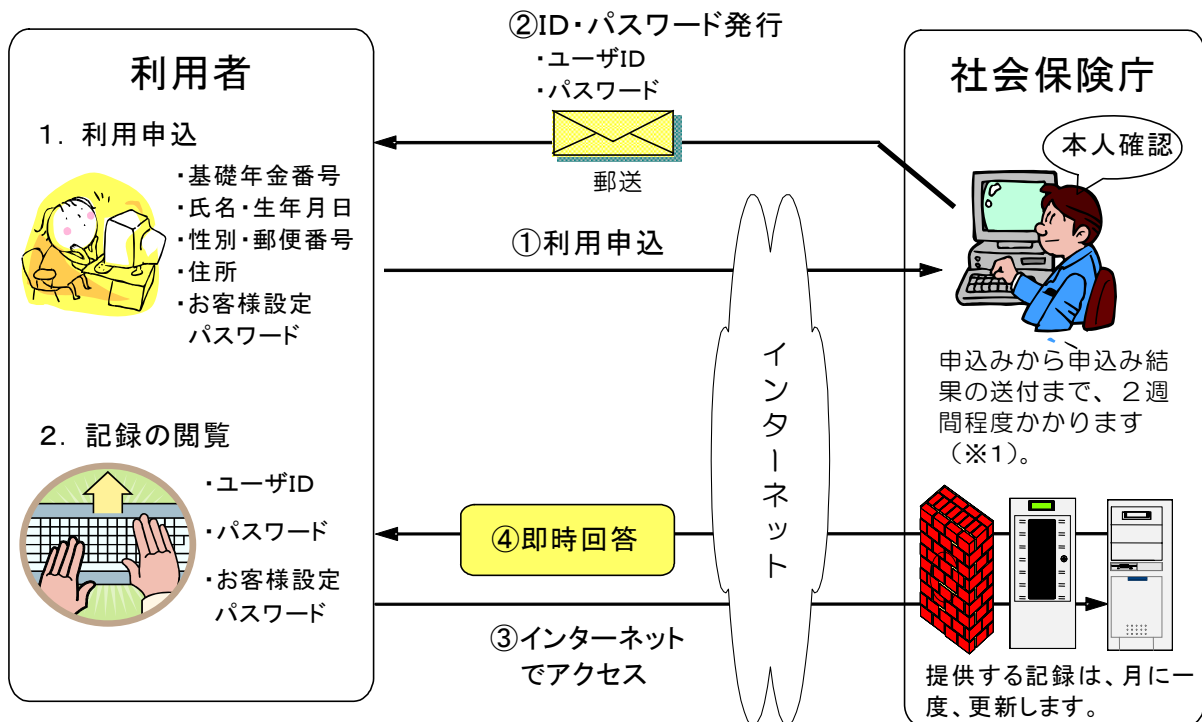 利用者
1. 利用申込
・基礎年金番号
・氏名・生年月日
・性別・郵便番号
・住所
・お客様設定
パスワード
2. 記録の閲覧
・ユーザID
・パスワード
・お客様設定
パスワード
②ID・パスワード発行
・ユーザID
・パスワード
郵送
①利用申込
インターネット
④即時回答
③インターネット
でアクセス
社会保険庁
本人確認
申込みから申込み結
果の送付まで、２週
間程度かかります
（※１）。
提供する記録は、月に一
度、更新します。